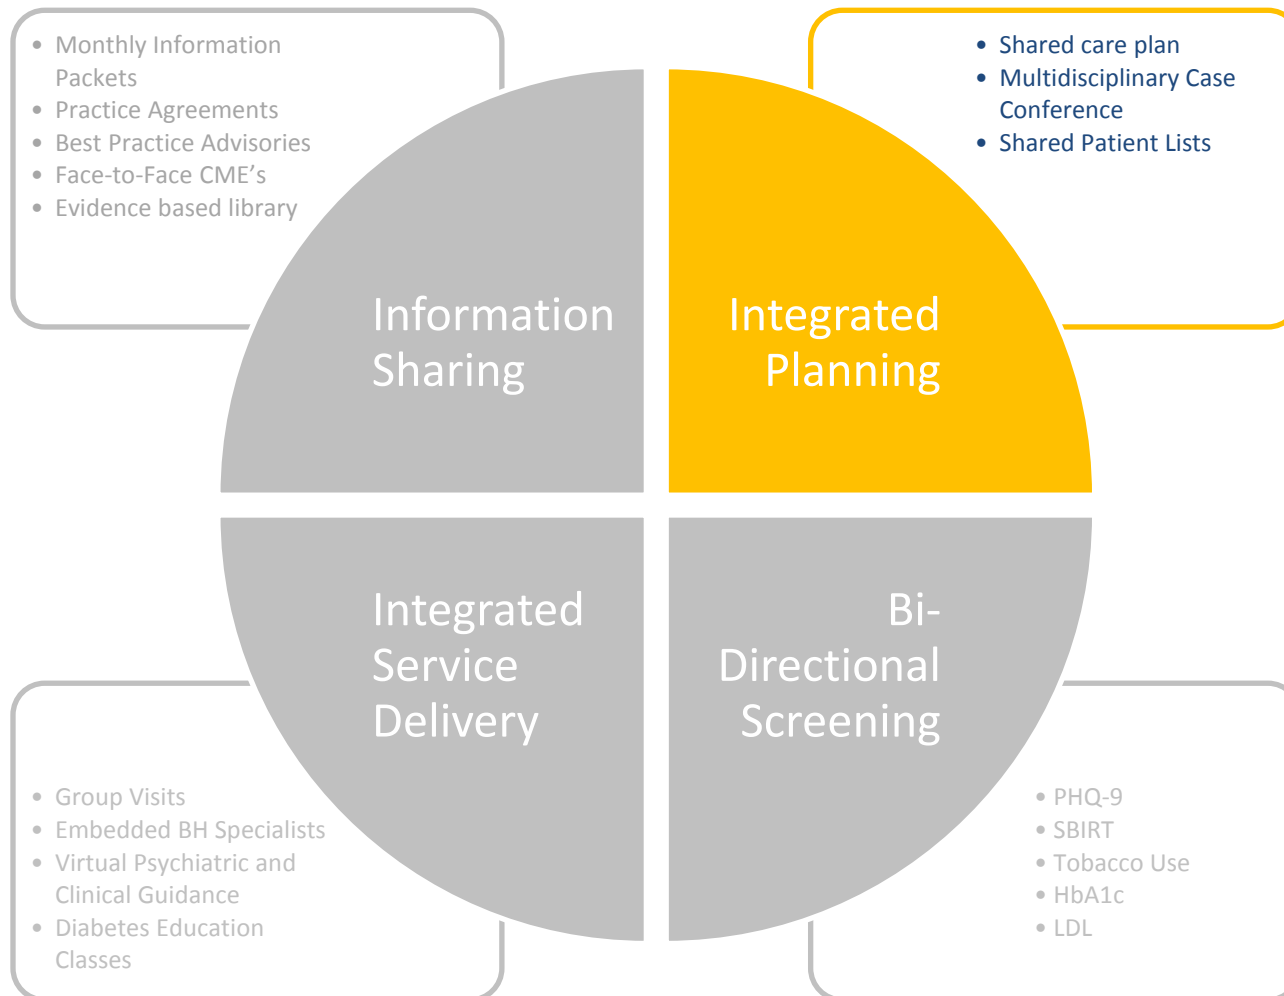 • Monthly Information
Packets
• Practice Agreements
• Best Practice Advisories
• Face-to-Face CME’s
• Evidence based library
• Shared care plan
• Multidisciplinary Case
Conference
• Shared Patient Lists
Information
Sharing
Integrated
Planning
Integrated
Service
Delivery
Bi-
Directional
Screening
• Group Visits
• Embedded BH Specialists
• Virtual Psychiatric and
Clinical Guidance
• Diabetes Education
Classes
• PHQ-9
• SBIRT
• Tobacco Use
• HbA1c
• LDL